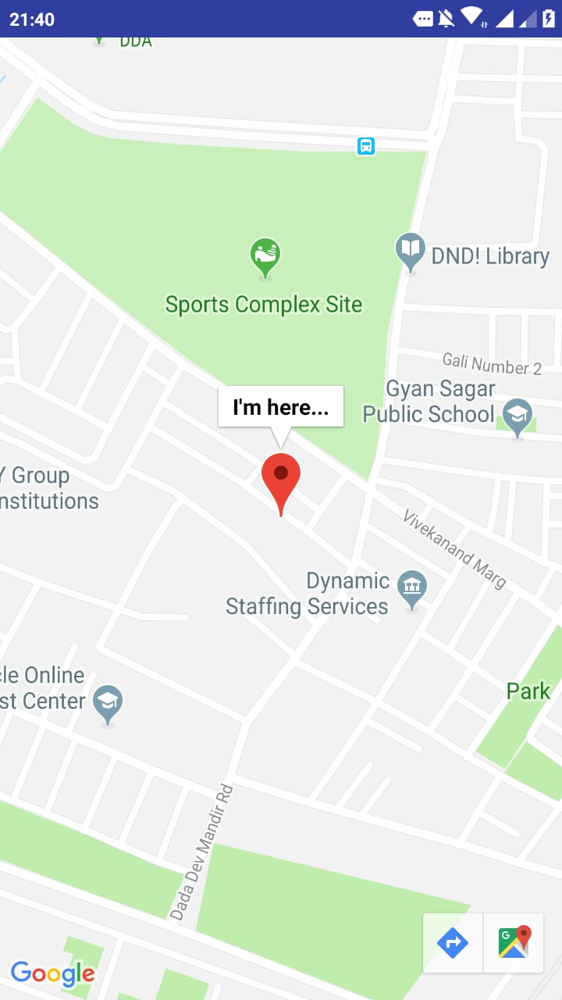 21:40
DDA
DND! Library
Sports Complex Site
Gali Number 2
Gyan Sagar
Public School
I'm here...
Y Group
nstitutions
Vivekanand Marg
Dynamic
Staffing Services
cle Online
st Center
Park
Dada Dev Mandir Rd
G
Google